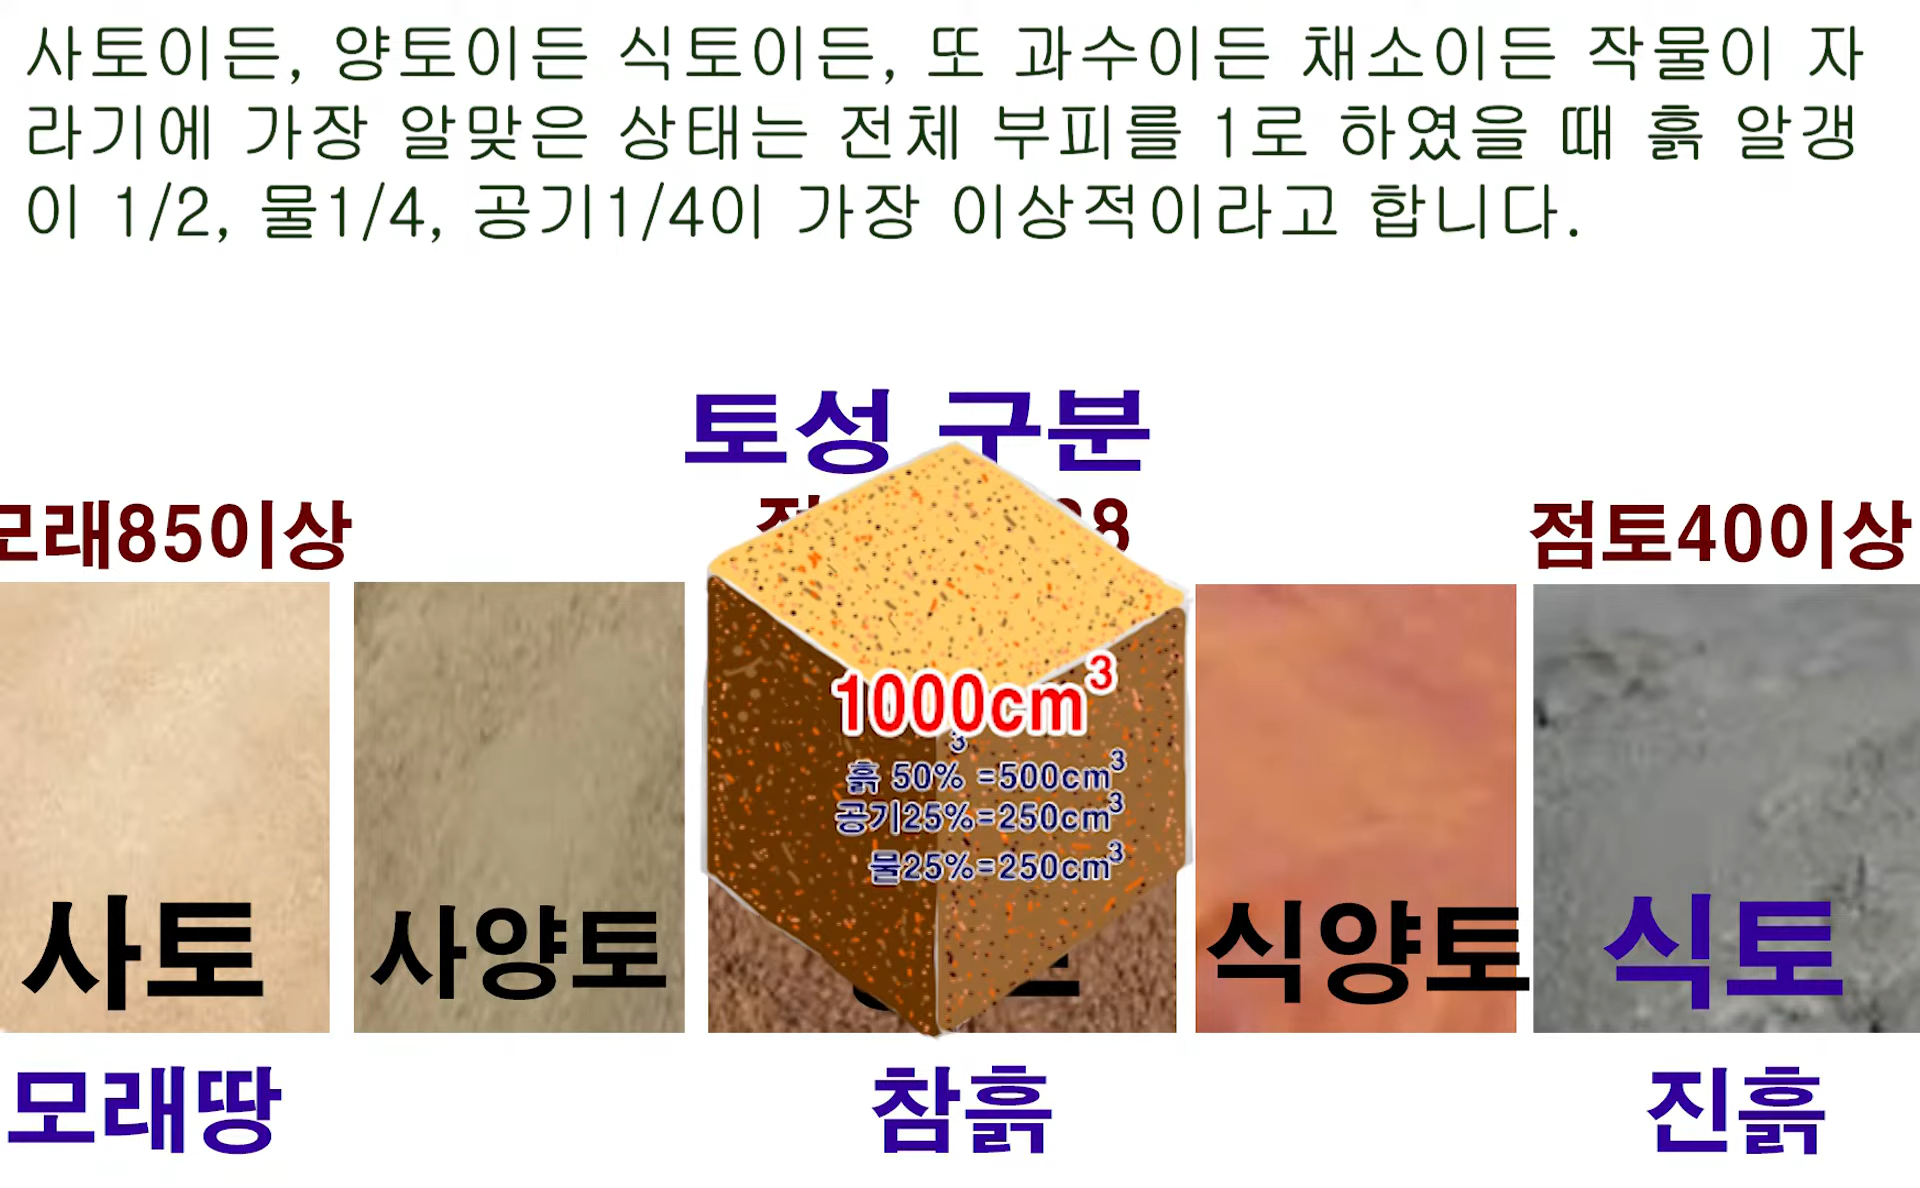 사토이든, 양토이든 식토이든, 또 과수이든 채소이든 작물이 자
라기에 가장 알맞은 상태는 전체 부피를 1로 하였을 때 흙 알갱
이 1/2, 물1/4, 공기1/4이 가장 이상적이라고 합니다.
토성 구분
모래85이상
점토40이상
1000cm³
3
흙 50% =500cm³
공기25%=250cm³
물25%=250cm³
사토
사양토
식양토
식토
모래땅
참흙
진흙